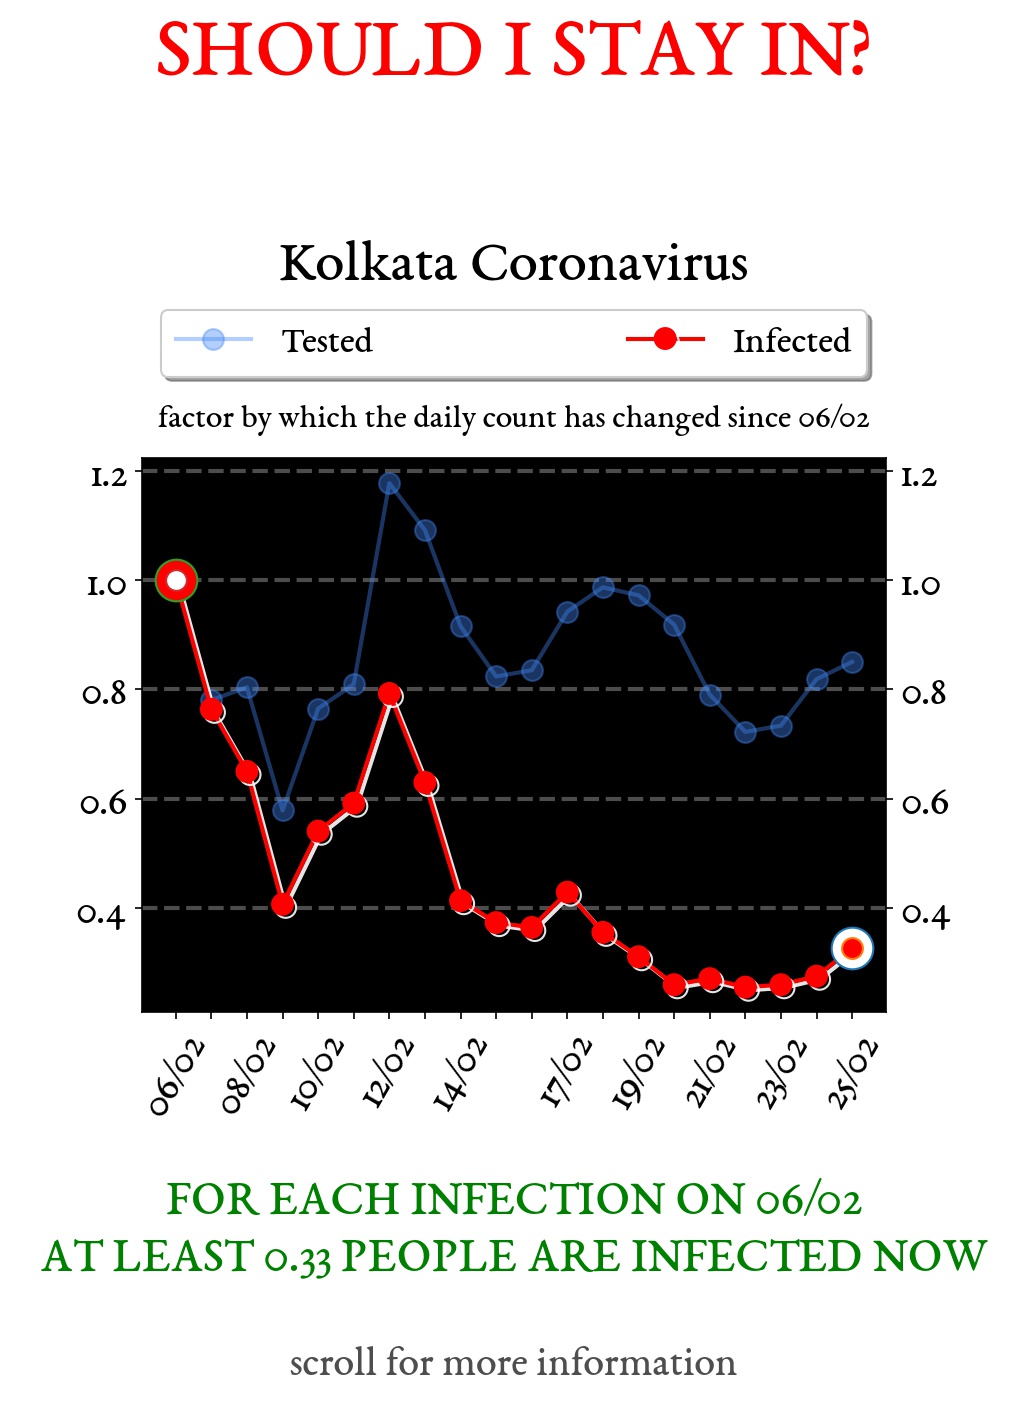 SHOULD I STAY IN?
Kolkata Coronavirus
Tested Infected
factor by which the daily count has changed since 06/02
1.2 1.2
1.0 1.0
0.8 0.8
0.6 0.6
0.4 0.4
06/02 08/02 10/02 12/02 14/02 17/02 19/02 21/02 23/02 25/02
FOR EACH INFECTION ON 06/02
AT LEAST 0.33 PEOPLE ARE INFECTED NOW
scroll for more information